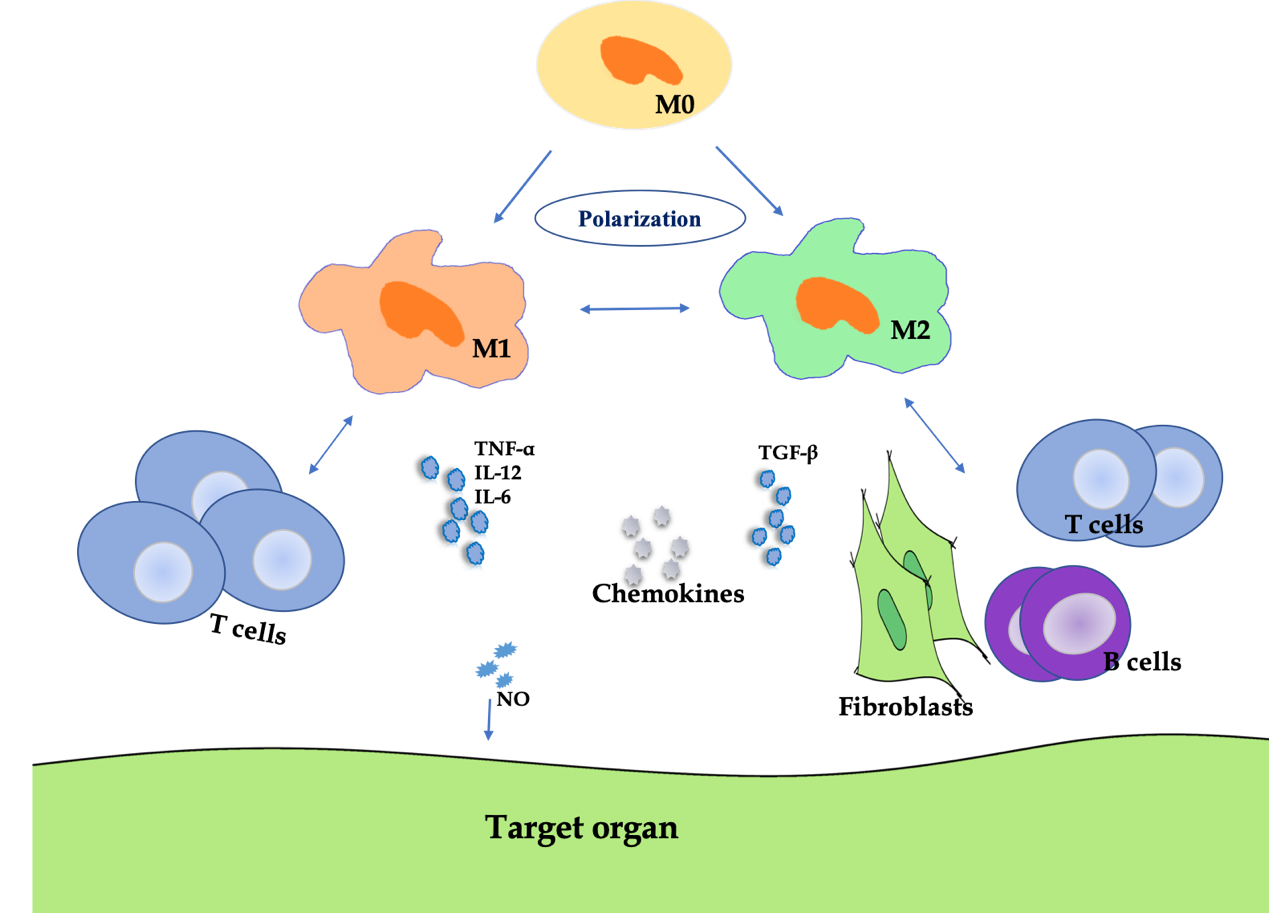 M0
Polarization
M1
M2
TNF-α
IL-12
IL-6
TGF-β
T cells
Chemokines
T cells
B cells
NO
Fibroblasts
Target organ